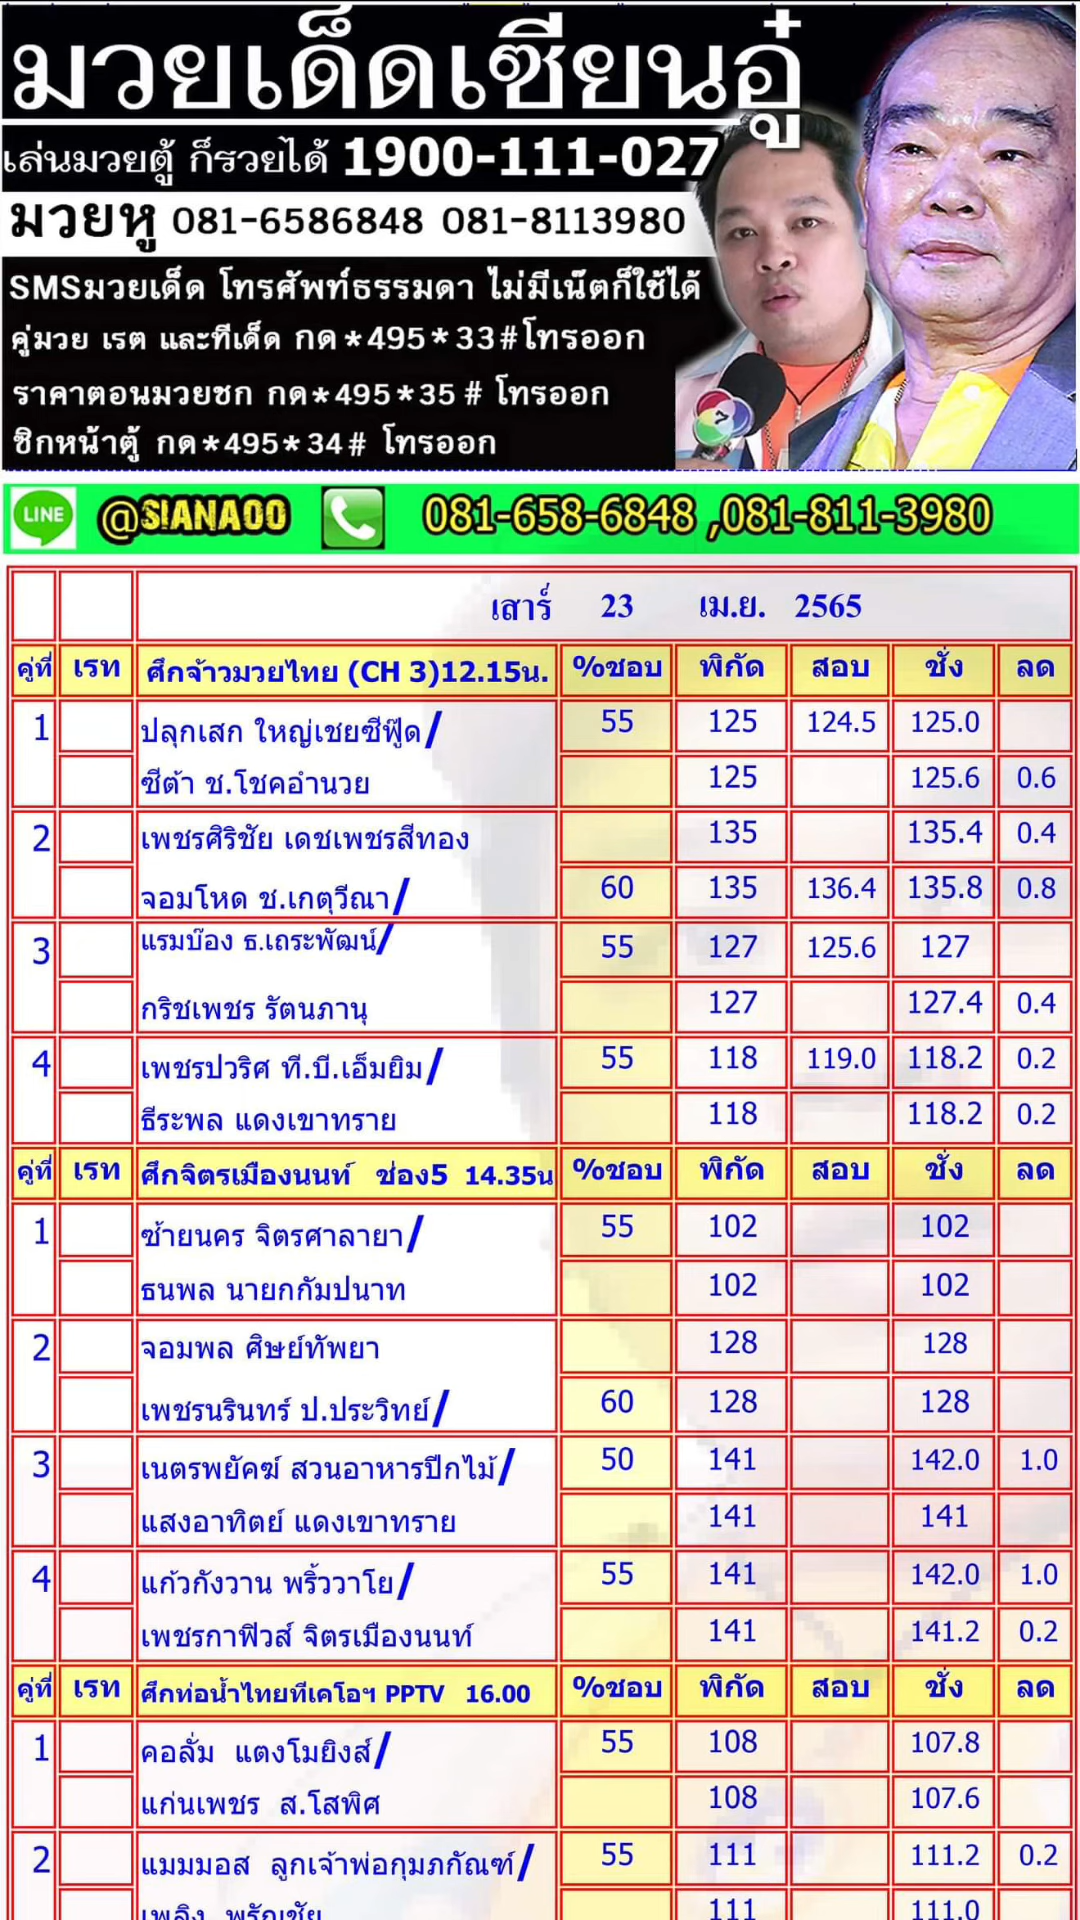 มวยเด็ดเซียนอู๋
เล่นมวยตู้ ก็รวยได้ 1900-111-027
มวยหู 081-6586848 081-8113980
SMSมวยเด็ด โทรศัพท์ธรรมดา ไม่มีเน๊ตก็ใช้ได้
คู่มวย เรต และทีเด็ด กด*495*33#โทรออก
ราคาตอนมวยชก กด*495*35# โทรออก
ชิกหน้าตู้ กด*495*34# โทรออก
7
LINE @SIANAOO 081-658-6848 ,081-811-3980
เสาร์ 23 เม.ย. 2565
คู่ที่ เรท ศึกจ้าวมวยไทย (CH 3)12.15น. %ชอบ พิกัด สอบ ชั่ง ลด
1 ปลุกเสก ใหญ่เชยซีฟู๊ด/ 55 125 124.5 125.0
ซีต้า ช.โชคอำนวย 125 125.6 0.6
2 เพชรศิริชัย เดชเพชรสีทอง 135 135.4 0.4
จอมโหด ช.เกตุวีณา/ 60 135 136.4 135.8 0.8
3 แรมบ๊อง ธ.เถระพัฒน์/ 55 127 125.6 127
กริชเพชร รัตนภานุ 127 127.4 0.4
4 เพชรปวริศ ที.บี.เอ็มยิม/ 55 118 119.0 118.2 0.2
ธีระพล แดงเขาทราย 118 118.2 0.2
คู่ที่ เรท ศึกจิตรเมืองนนท์ ช่อง5 14.35น %ชอบ พิกัด สอบ ชั่ง ลด
1 ซ้ายนคร จิตรศาลายา/ 55 102 102
ธนพล นายกกัมปนาท 102 102
2 จอมพล ศิษย์ทัพยา 128 128
เพชรนรินทร์ ป.ประวิทย์/ 60 128 128
3 เนตรพยัคฆ์ สวนอาหารปีกไม้/ 50 141 142.0 1.0
แสงอาทิตย์ แดงเขาทราย 141 141
4 แก้วกังวาน พริ้ววาโย/ 55 141 142.0 1.0
เพชรกาฟิวส์ จิตรเมืองนนท์ 141 141.2 0.2
คู่ที่ เรท ศึกท่อน้ำไทยทีเคโอฯ PPTV 16.00 %ชอบ พิกัด สอบ ชั่ง ลด
1 คอลั่ม แตงโมยิงส์/ 55 108 107.8
แก่นเพชร ส.โสพิศ 108 107.6
2 แมมมอส ลูกเจ้าพ่อกุมภกัณฑ์/ 55 111 111.2 0.2
เพลิง พรัญชัย 111 111.0